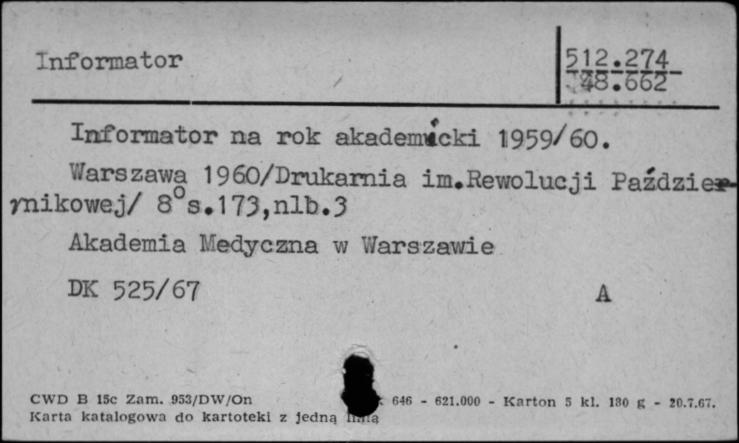 Informator
512.274
48.662
Informator na rok akademicki 1959/60.
Warszawa 1960/Drukarnia im.Rewolucji Paździer-
nikowej/ 8° s.173,nlb.3
Akademia Medyczna w Warszawie
DK 525/67 A
CWD B 15c Zam. 953/DW/On 646 - 621.000 - Karton 5 kl. 180 g - 20.7.67.
Karta katalogowa do kartoteki z jedną linią